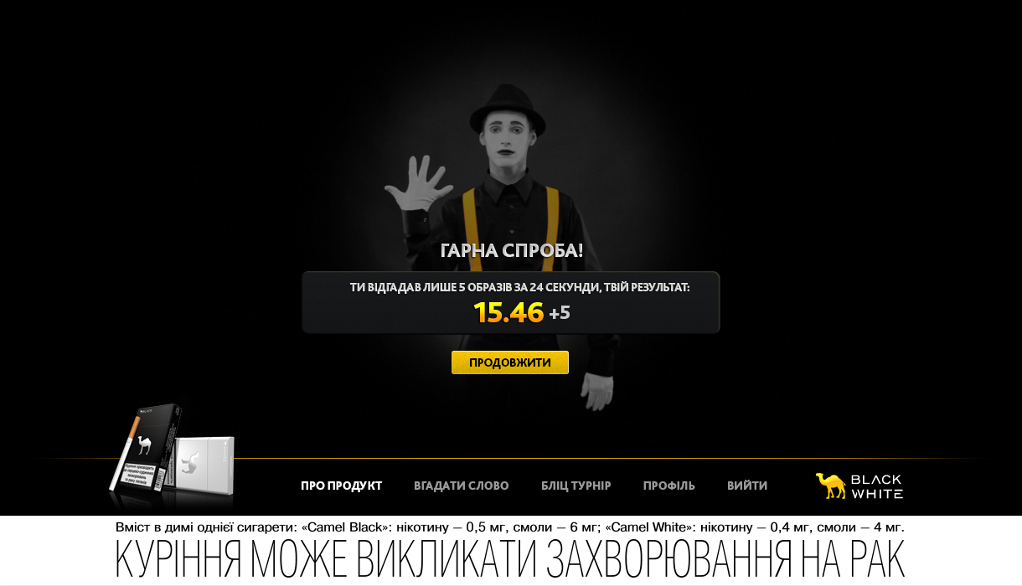 ГАРНА СПРОБА!
ТИ ВІДГАДАВ ЛИШЕ 5 ОБРАЗІВ ЗА 24 СЕКУНДИ, ТВІЙ РЕЗУЛЬТАТ:
15.46 +5
ПРОДОВЖИТИ
BLACK
ПРО ПРОДУКТ ВГАДАТИ СЛОВО БЛІЦ ТУРНІР ПРОФІЛЬ ВИЙТИ
BLACK
WHITE
Вміст в димі однієї сигарети: «Camel Black»: нікотину – 0,5 мг, смоли – 6 мг; «Camel White»: нікотину – 0,4 мг, смоли – 4 мг.
КУРІННЯ МОЖЕ ВИКЛИКАТИ ЗАХВОРЮВАННЯ НА РАК